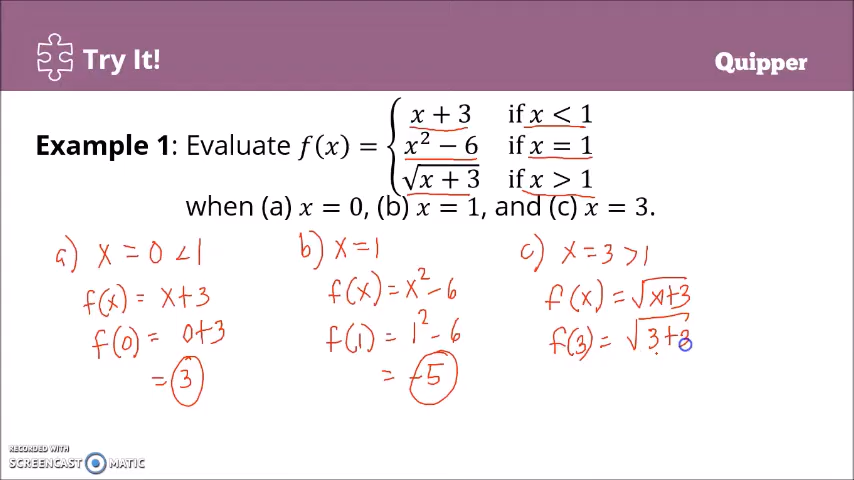 Try It!
Quipper
Example 1: Evaluate f(x) = { x + 3 if x < 1
x² − 6 if x = 1
√x + 3 if x > 1
when (a) x = 0, (b) x = 1, and (c) x = 3.
a) x = 0 < 1
f(x) = x+3
f(0) = 0+3
= 3
b) x = 1
f(x) = x² − 6
f(1) = 1² − 6
= −5
c) x = 3 > 1
f(x) = √x+3
f(3) = √3+3
RECORDED WITH
SCREENCAST MATIC